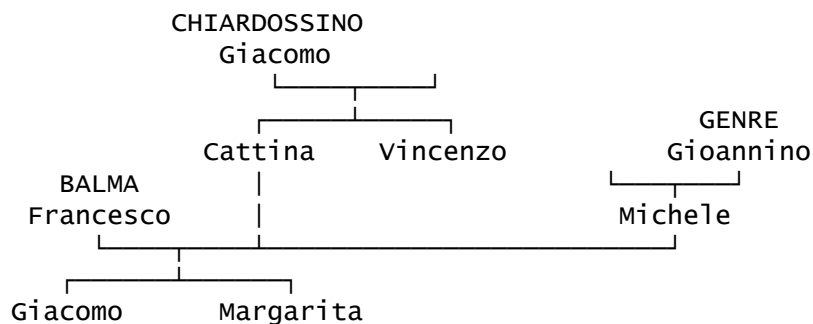 CHIARDOSSINO
Giacomo
GENRE
Cattina Vincenzo Gioannino
BALMA
Francesco Michele
Giacomo Margarita